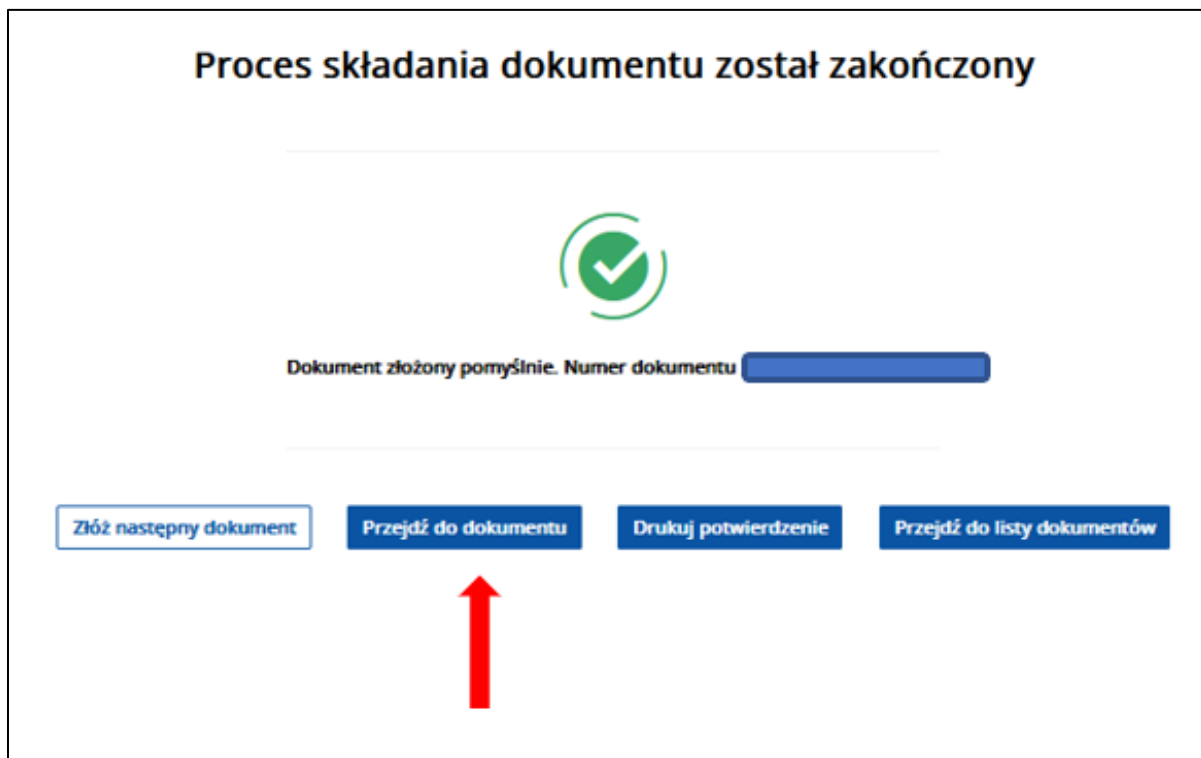 Proces składania dokumentu został zakończony
Dokument złożony pomyślnie. Numer dokumentu
Złóż następny dokument
Przejdź do dokumentu
Drukuj potwierdzenie
Przejdź do listy dokumentów